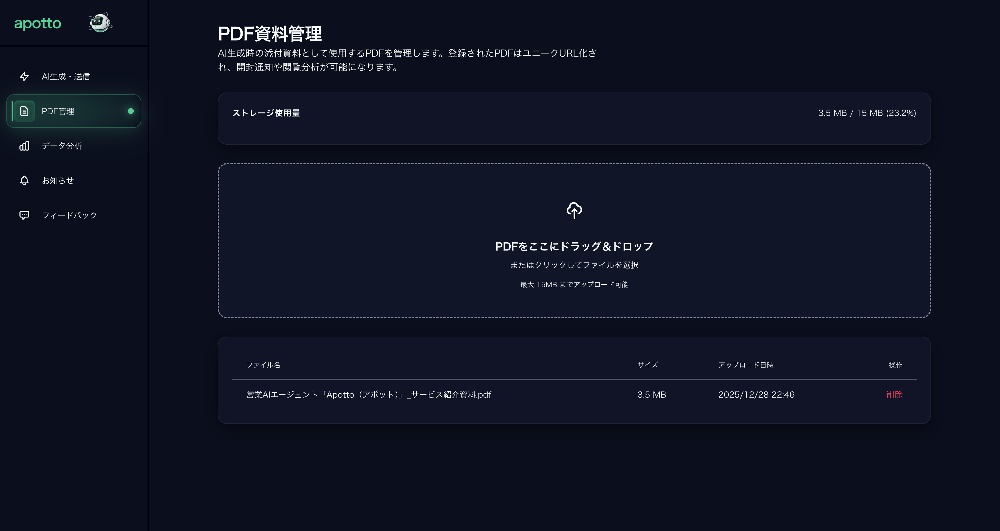 apotto
AI生成・送信
PDF管理
データ分析
お知らせ
フィードバック
PDF資料管理
AI生成時の添付資料として使用するPDFを管理します。登録されたPDFはユニークURL化さ
れ、開封通知や閲覧分析が可能になります。
ストレージ使用量
3.5 MB / 15 MB (23.2%)
PDFをここにドラッグ&ドロップ
またはクリックしてファイルを選択
最大 15MB までアップロード可能
ファイル名 サイズ アップロード日時 操作
営業AIエージェント「Apotto（アポット）」_サービス紹介資料.pdf 3.5 MB 2025/12/28 22:46 削除